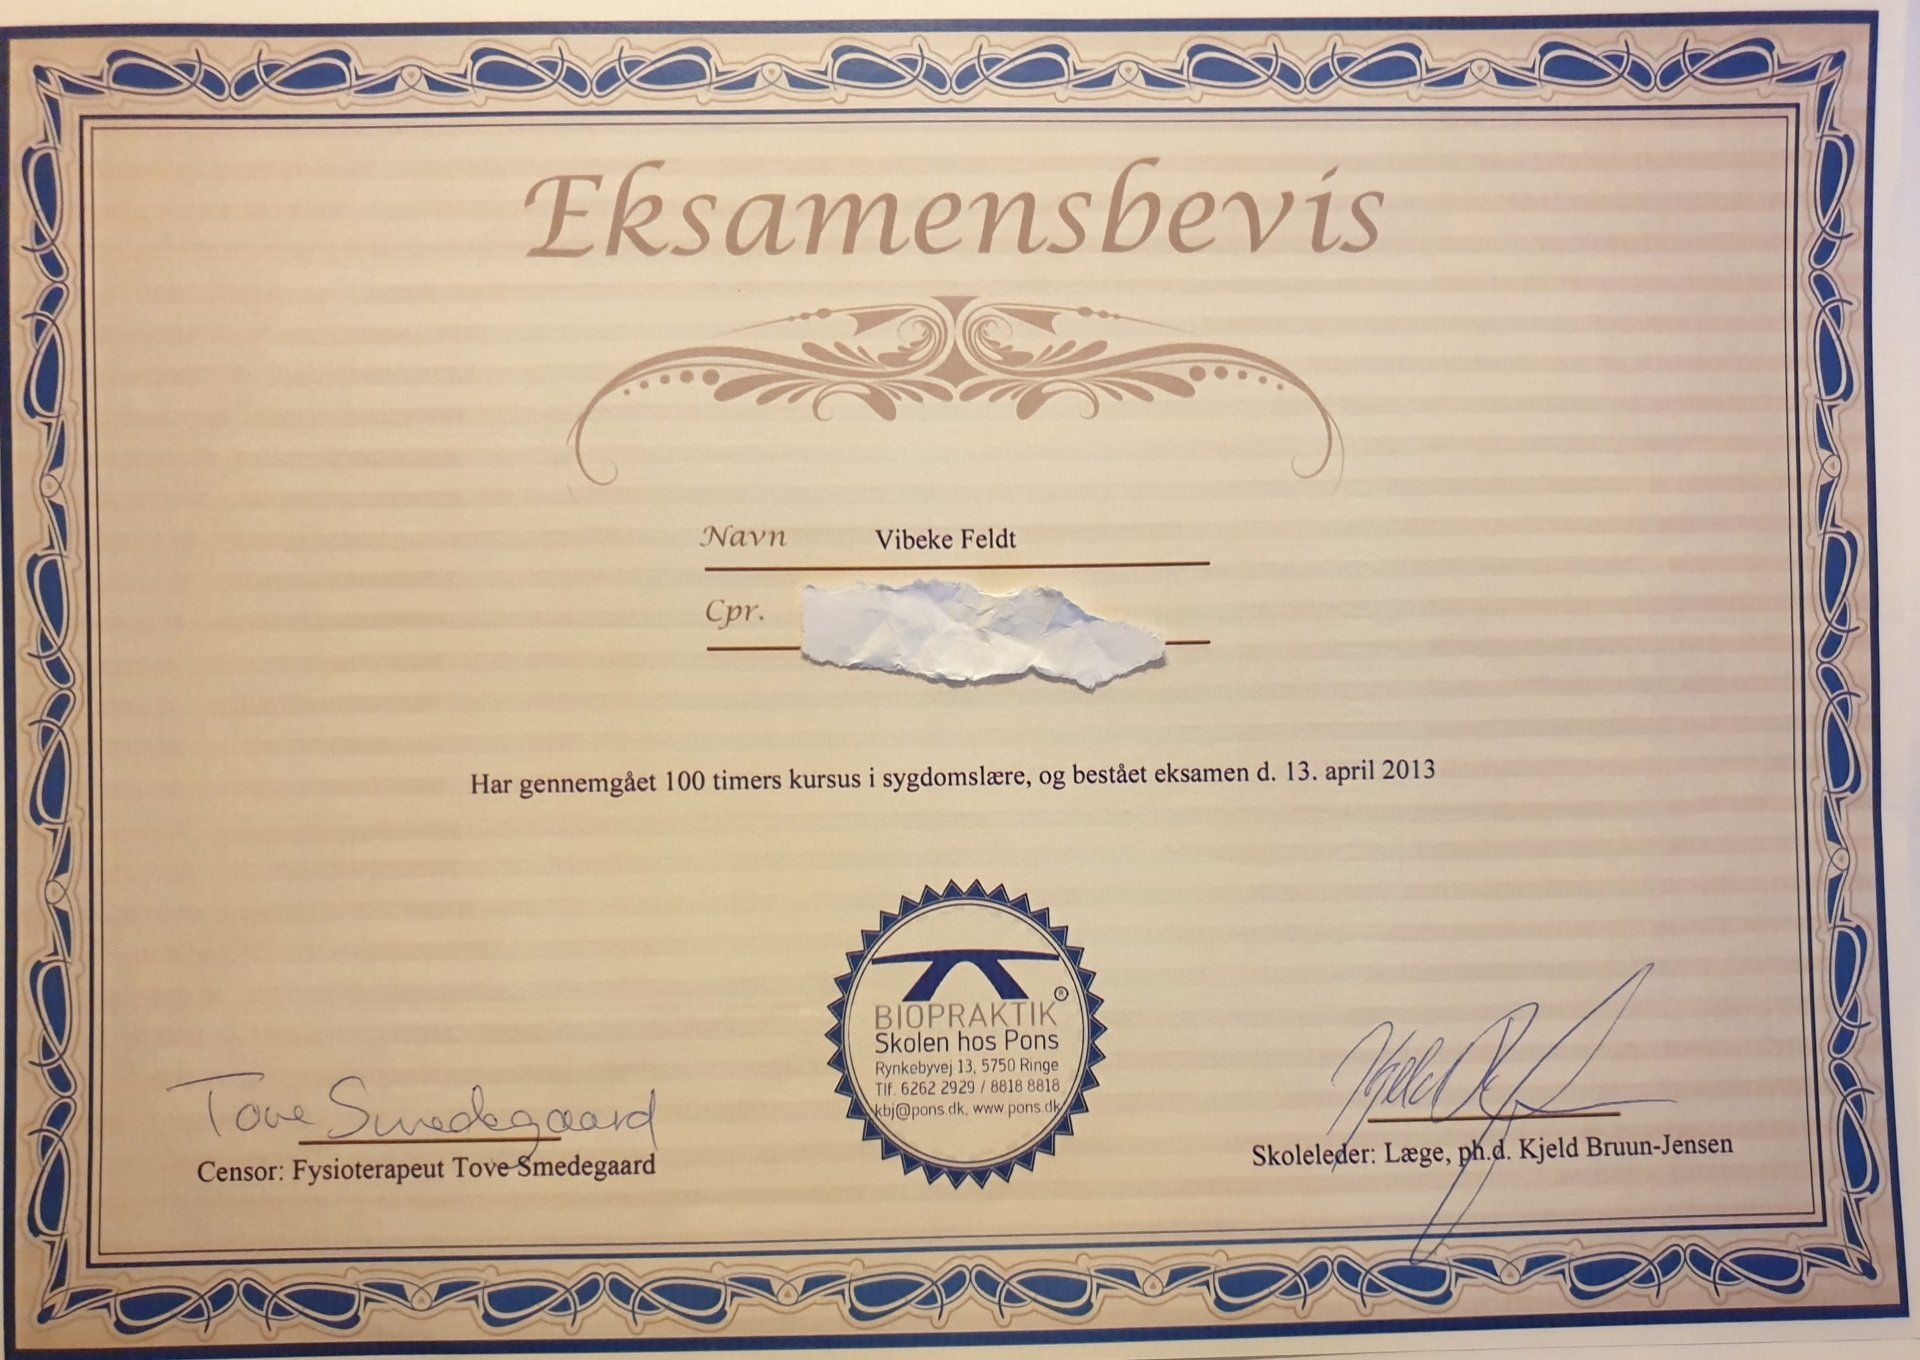 Eksamensbevis
Navn Vibeke Feldt
Cpr.
Har gennemgået 100 timers kursus i sygdomslære, og bestået eksamen d. 13. april 2013
BIOPRAKTIK®
Skolen hos Pons
Rynkebyvej 13, 5750 Ringe
Tlf. 6262 2929 / 8818 8818
kbj@pons.dk, www.pons.dk
Tove Smedegaard
Censor: Fysioterapeut Tove Smedegaard
Skoleleder: Læge, ph.d. Kjeld Bruun-Jensen